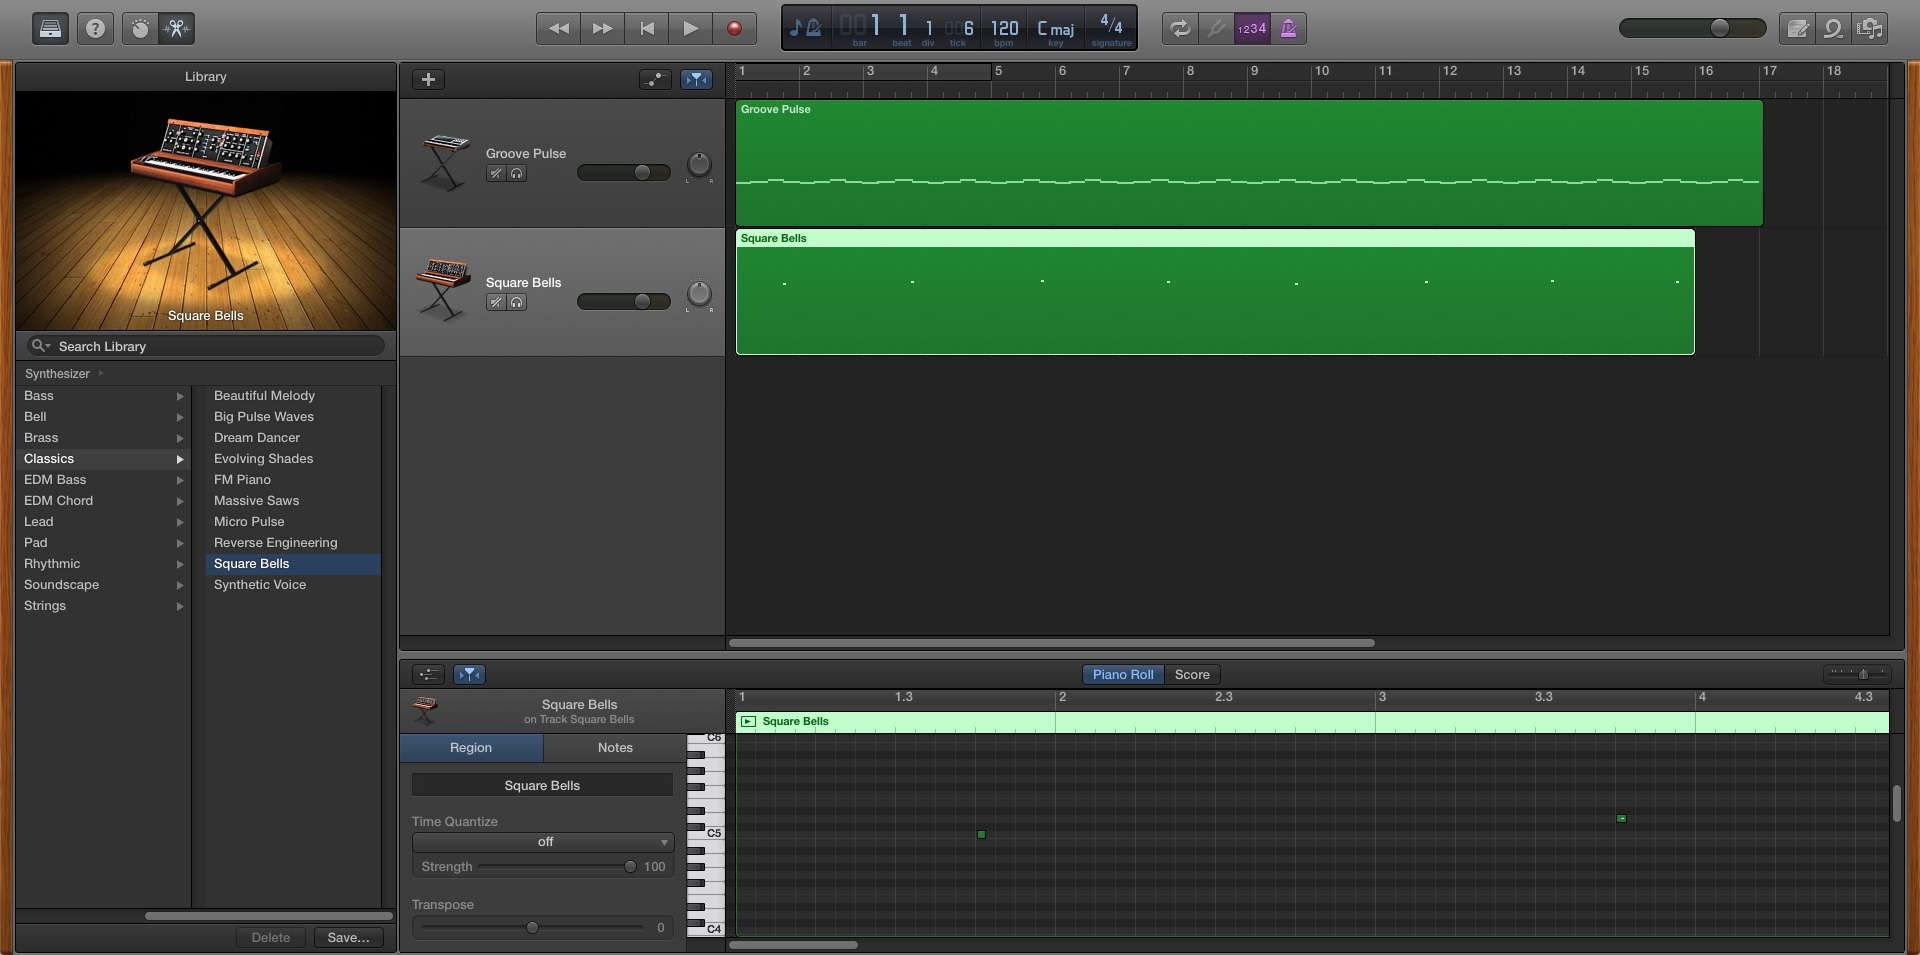 1 1 1 6 120 C maj 4/4
bar beat div tick bpm key signature
1234
Library
Square Bells
Search Library
Synthesizer
Bass
Bell
Brass
Classics
EDM Bass
EDM Chord
Lead
Pad
Rhythmic
Soundscape
Strings
Beautiful Melody
Big Pulse Waves
Dream Dancer
Evolving Shades
FM Piano
Massive Saws
Micro Pulse
Reverse Engineering
Square Bells
Synthetic Voice
Delete
Save...
1 2 3 4 5 6 7 8 9 10 11 12 13 14 15 16 17 18
Groove Pulse
L R
Groove Pulse
Square Bells
L R
Square Bells
Piano Roll
Score
Square Bells
on Track Square Bells
1 1.3 2 2.3 3 3.3 4 4.3
Square Bells
Region
Notes
Square Bells
Time Quantize
off
Strength 100
Transpose
0
C6
C5
C4